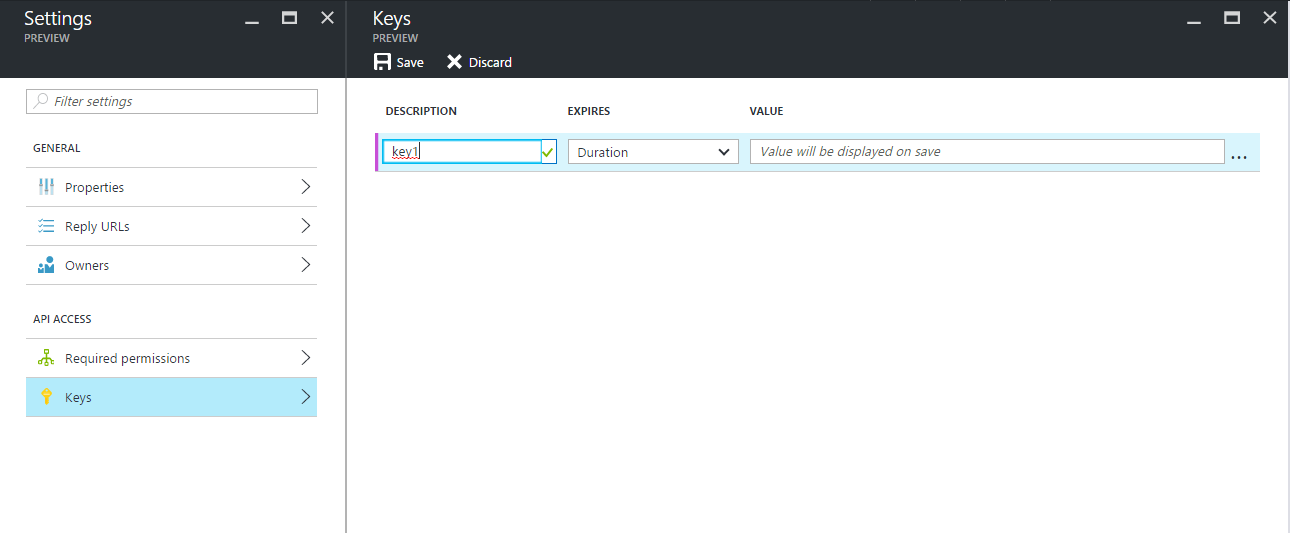 Settings
PREVIEW
Filter settings
GENERAL
Properties
Reply URLs
Owners
API ACCESS
Required permissions
Keys
Keys
PREVIEW
Save Discard
DESCRIPTION EXPIRES VALUE
key1 Duration Value will be displayed on save ...